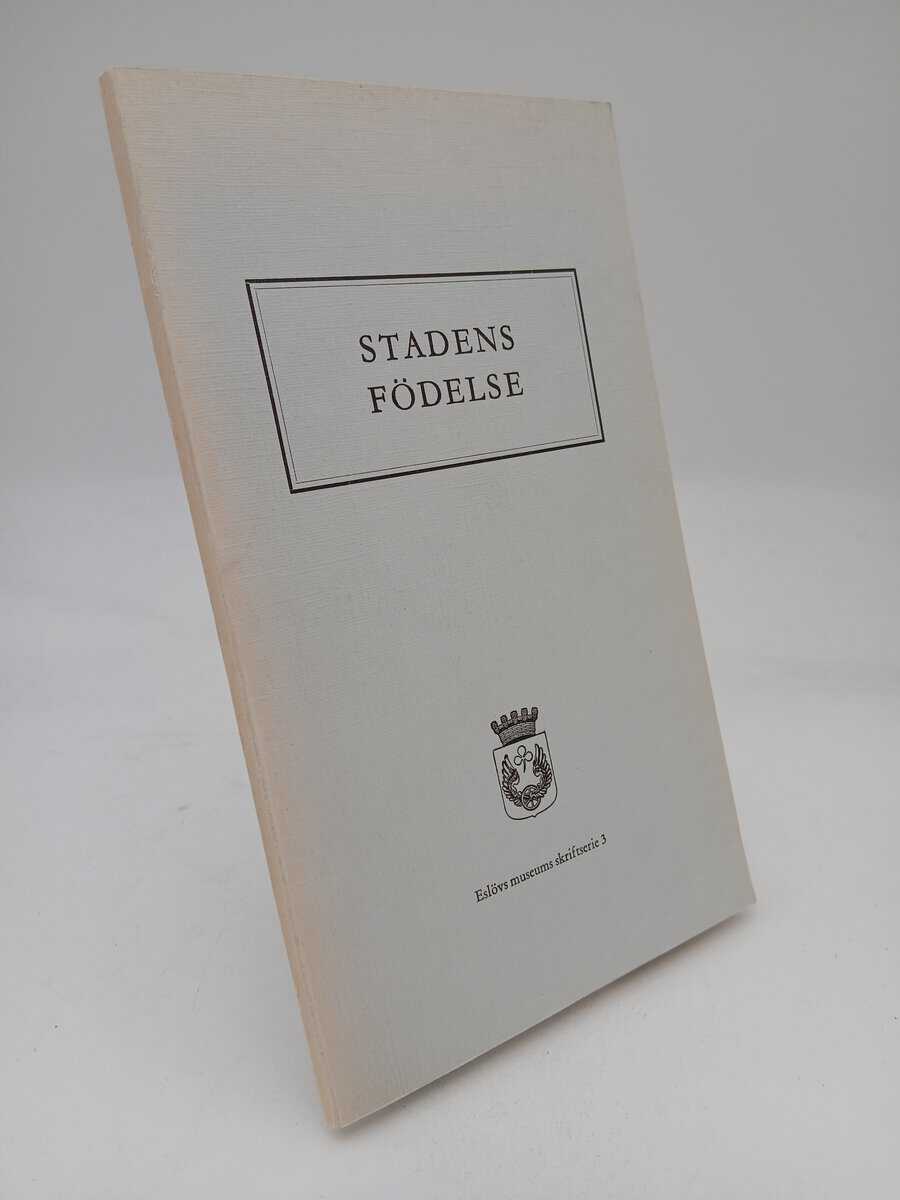 STADENS
FÖDELSE
Eslövs museums skriftserie 3